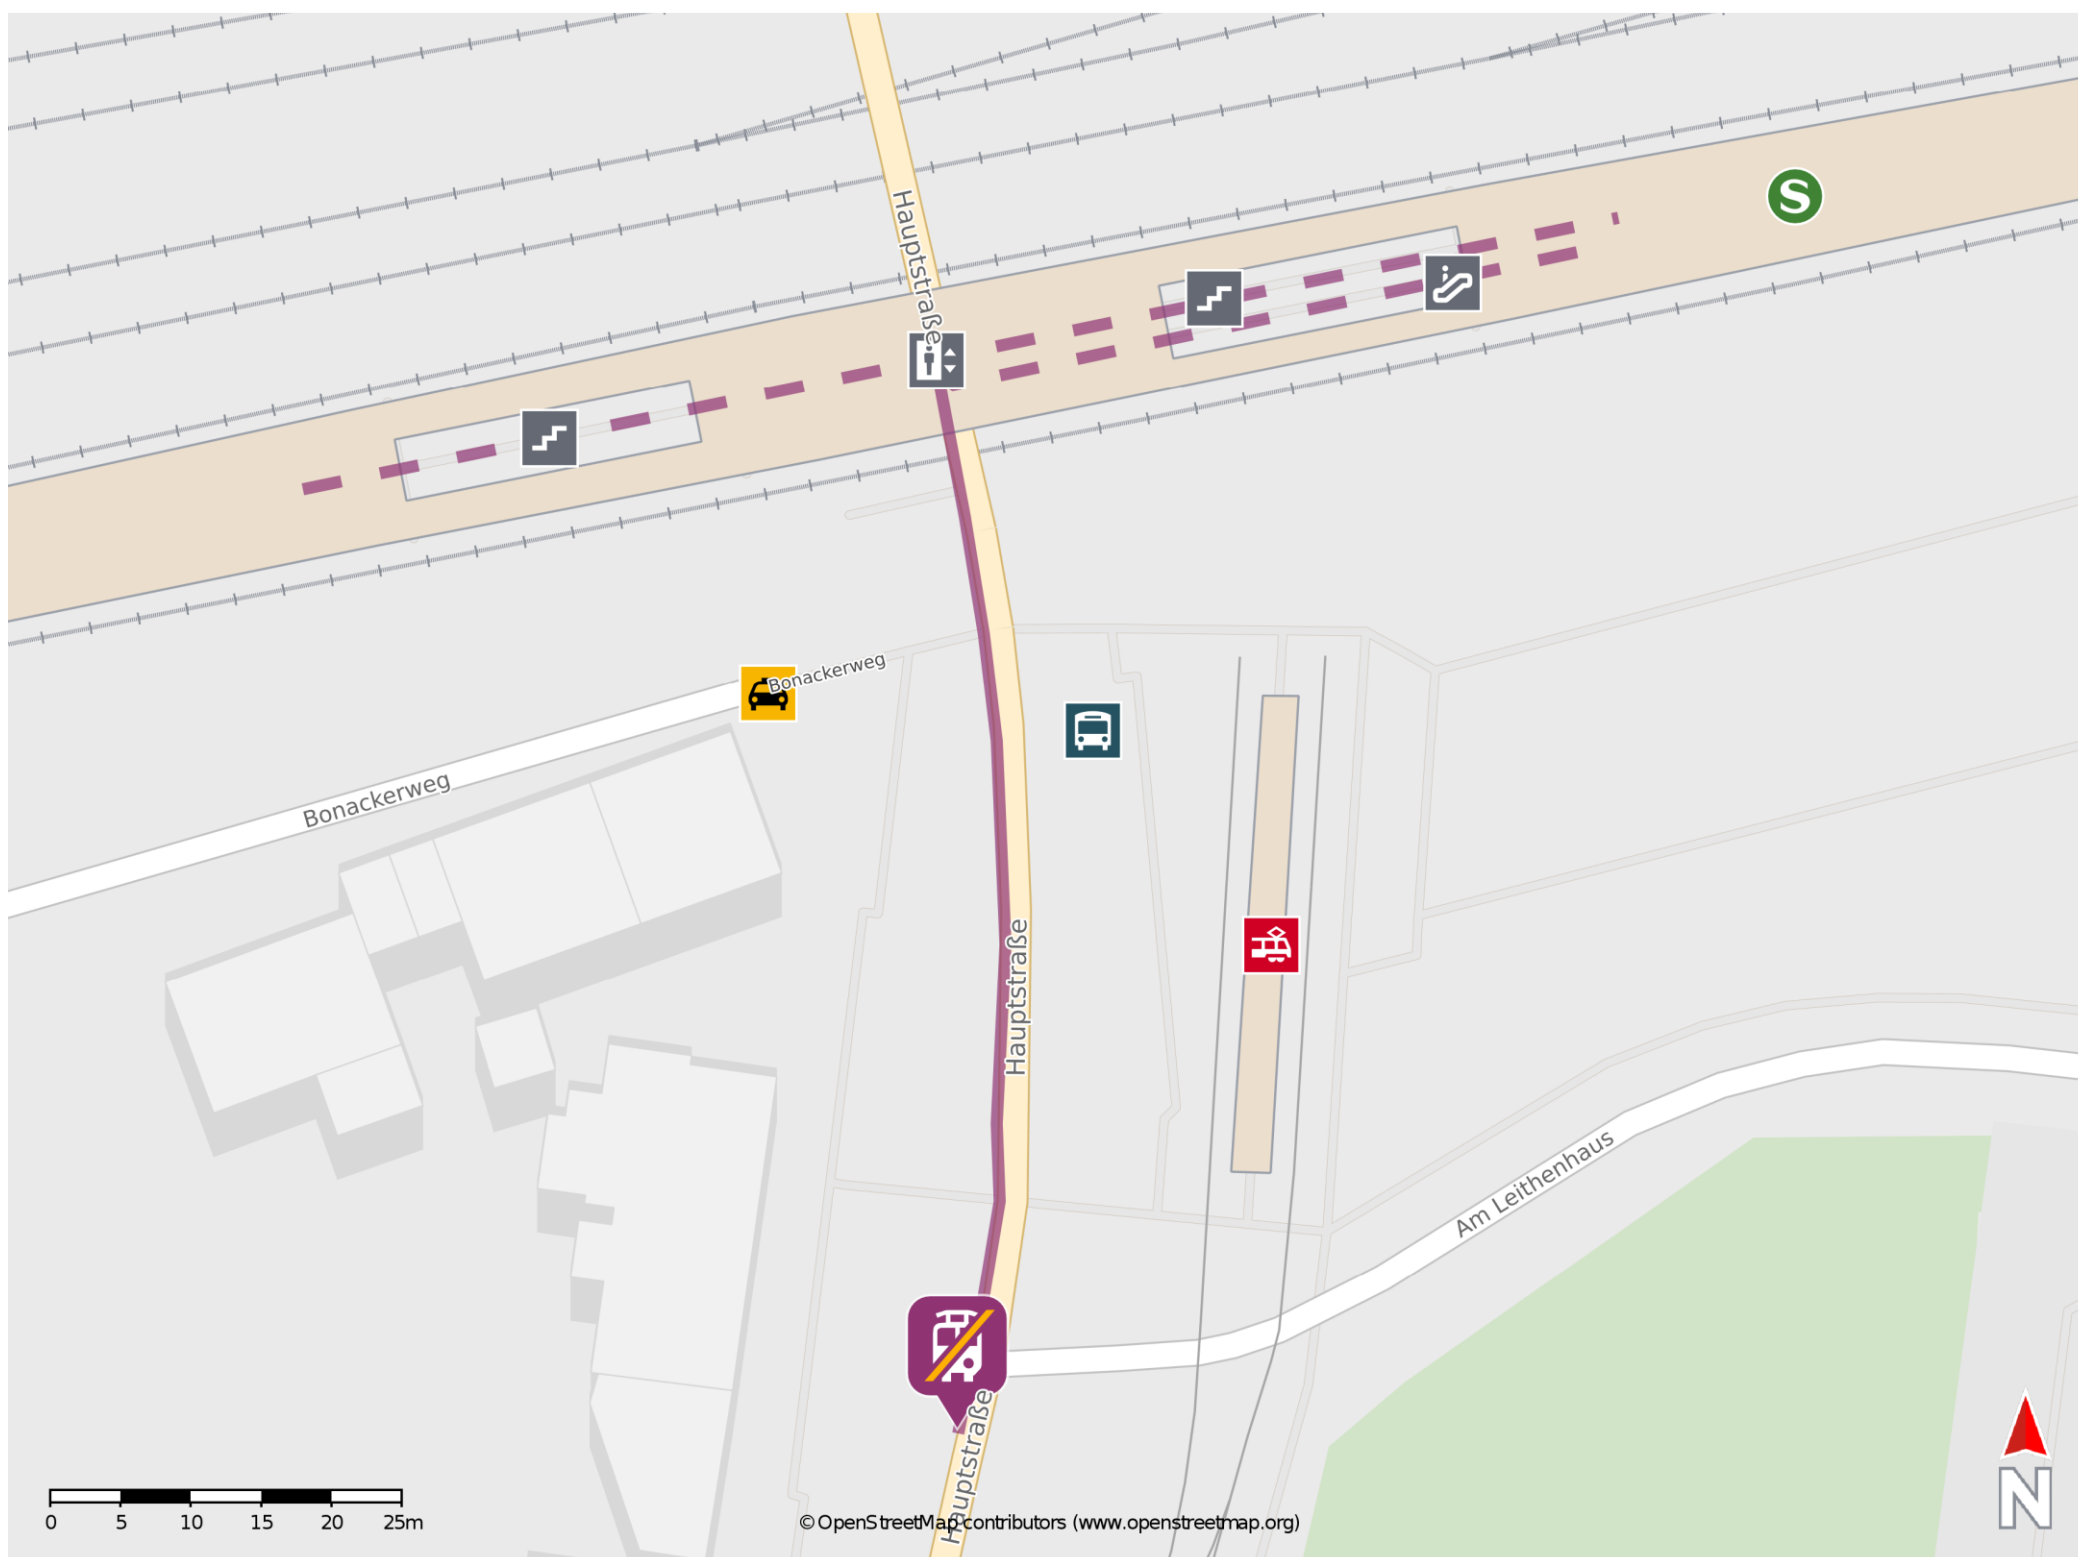 Hauptstraße
S
Bonackerweg
Bonackerweg
Hauptstraße
Am Leithenhaus
Hauptstraße
N
0 5 10 15 20 25m
© OpenStreetMap contributors (www.openstreetmap.org)